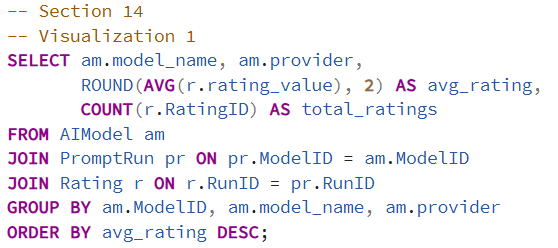 -- Section 14
-- Visualization 1
SELECT am.model_name, am.provider,
       ROUND(AVG(r.rating_value), 2) AS avg_rating,
       COUNT(r.RatingID) AS total_ratings
FROM AIModel am
JOIN PromptRun pr ON pr.ModelID = am.ModelID
JOIN Rating r ON r.RunID = pr.RunID
GROUP BY am.ModelID, am.model_name, am.provider
ORDER BY avg_rating DESC;